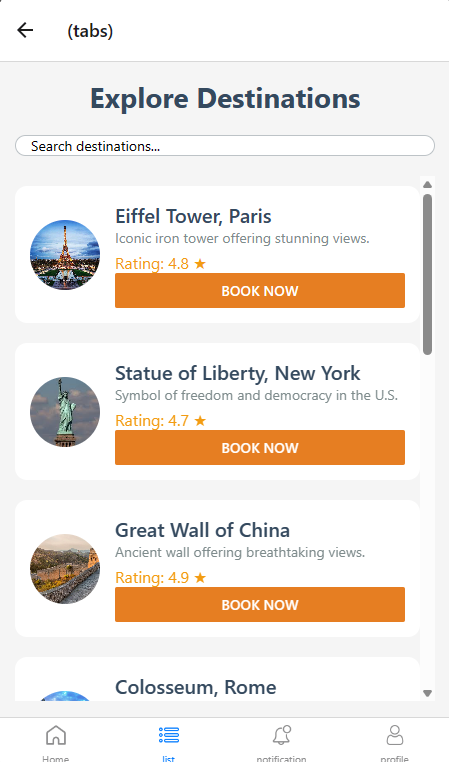 (tabs)
Explore Destinations
Search destinations...
Eiffel Tower, Paris
Iconic iron tower offering stunning views.
Rating: 4.8 ★
BOOK NOW
Statue of Liberty, New York
Symbol of freedom and democracy in the U.S.
Rating: 4.7 ★
BOOK NOW
Great Wall of China
Ancient wall offering breathtaking views.
Rating: 4.9 ★
BOOK NOW
Colosseum, Rome
Home list notification profile